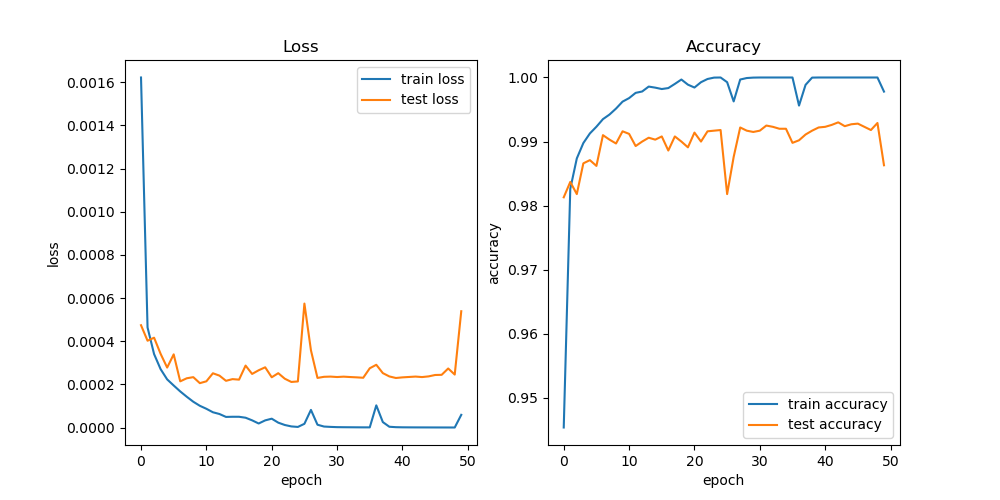 Loss
train loss
test loss
0.0016
0.0014
0.0012
0.0010
0.0008
0.0006
0.0004
0.0002
0.0000
loss
0
10
20
30
40
50
epoch
Accuracy
1.00
0.99
0.98
0.97
0.96
0.95
accuracy
train accuracy
test accuracy
0
10
20
30
40
50
epoch